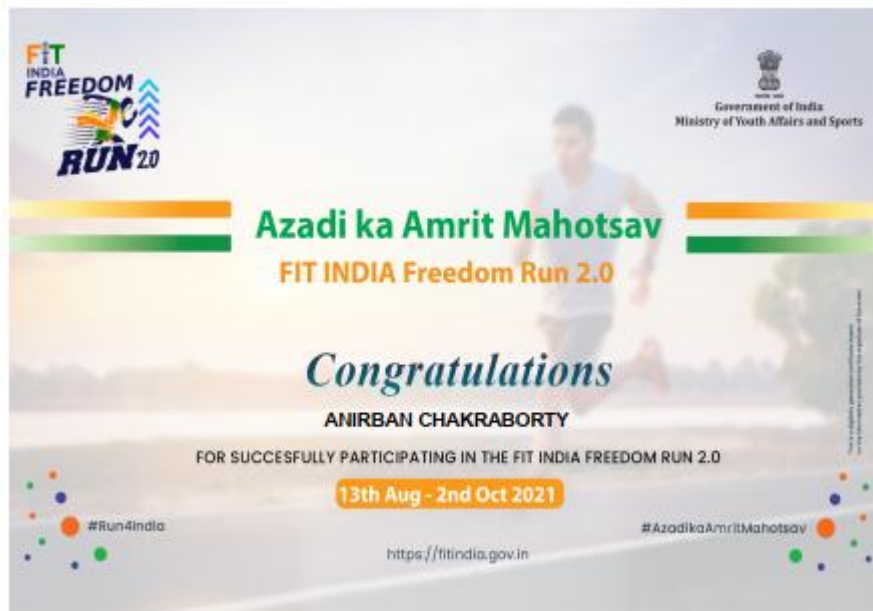 FiT
INDIA
FREEDOM
RUN 2.0
Government of India
Ministry of Youth Affairs and Sports
Azadi ka Amrit Mahotsav
FIT INDIA Freedom Run 2.0
Congratulations
ANIRBAN CHAKRABORTY
FOR SUCCESFULLY PARTICIPATING IN THE FIT INDIA FREEDOM RUN 2.0
13th Aug - 2nd Oct 2021
#Run4India
#AzadikaAmritMahotsav
https://fitindia.gov.in